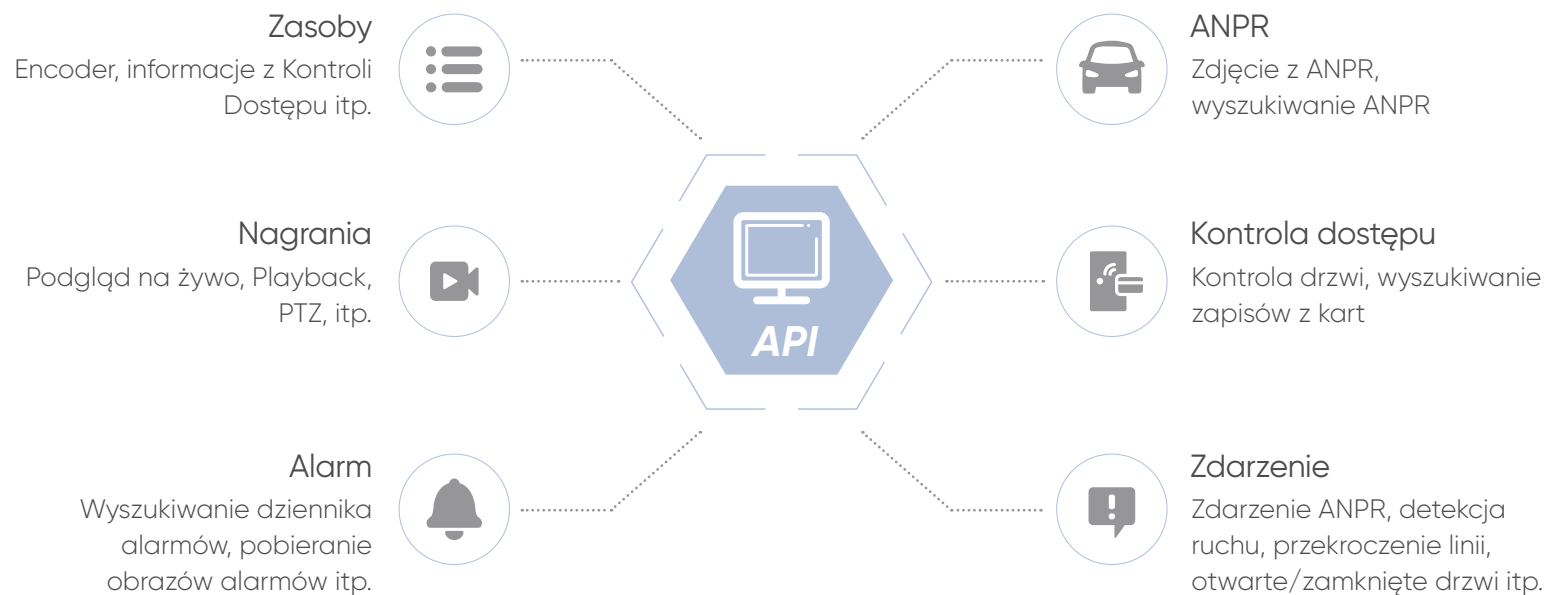 Zasoby
Encoder, informacje z Kontroli
Dostępu itp.
Nagrania
Podgląd na żywo, Playback,
PTZ, itp.
Alarm
Wyszukiwanie dziennika
alarmów, pobieranie
obrazów alarmów itp.
API
ANPR
Zdjęcie z ANPR,
wyszukiwanie ANPR
Kontrola dostępu
Kontrola drzwi, wyszukiwanie
zapisów z kart
Zdarzenie
Zdarzenie ANPR, detekcja
ruchu, przekroczenie linii,
otwarte/zamknięte drzwi itp.